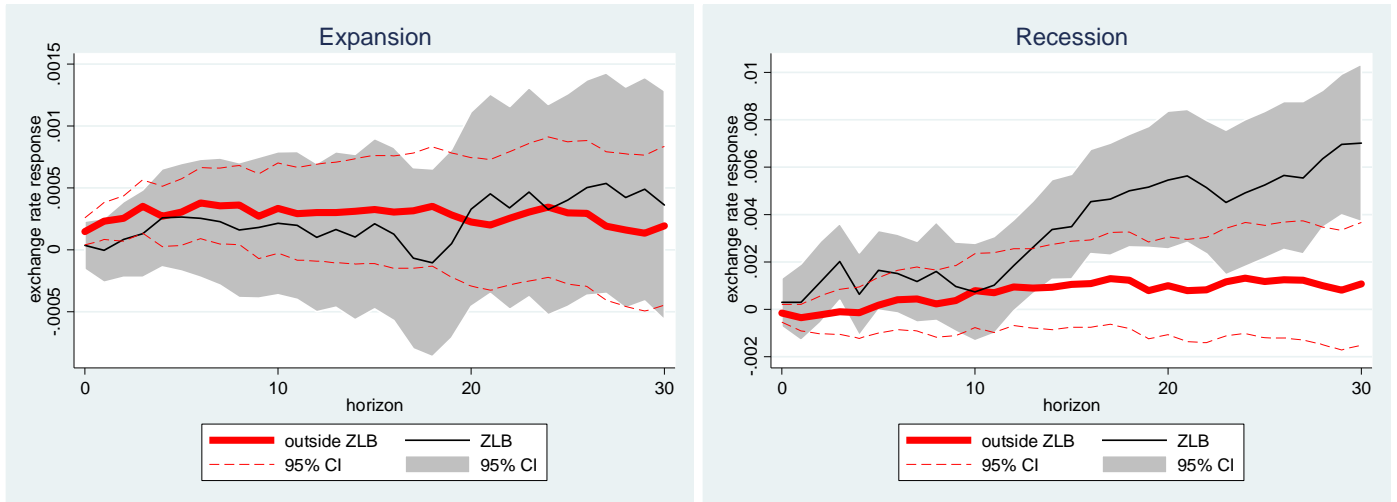 Expansion
exchange rate response
.0015
.001
.0005
0
-.0005
0
10
20
30
horizon
outside ZLB
ZLB
95% CI
95% CI
Recession
exchange rate response
.01
.008
.006
.004
.002
0
-.002
0
10
20
30
horizon
outside ZLB
ZLB
95% CI
95% CI